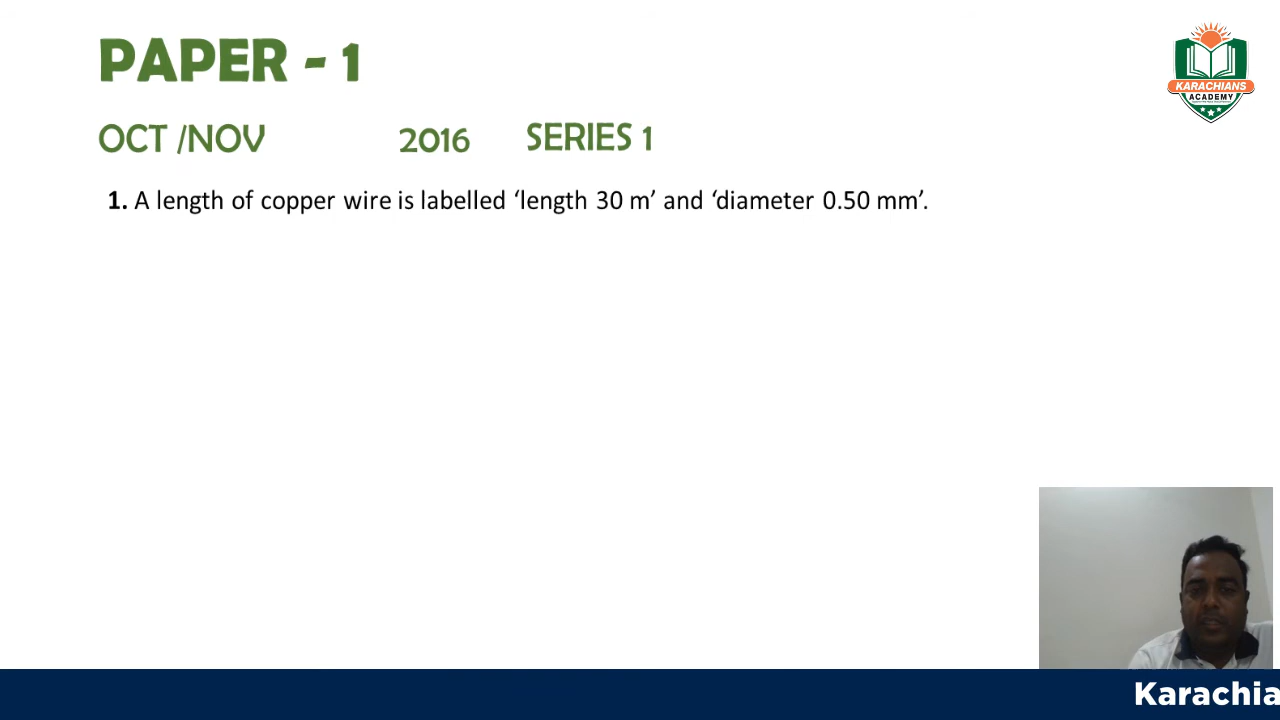 PAPER - 1
KARACHIANS
ACADEMY
OCT /NOV 2016 SERIES 1
1. A length of copper wire is labelled ‘length 30 m’ and ‘diameter 0.50 mm’.
Karachia